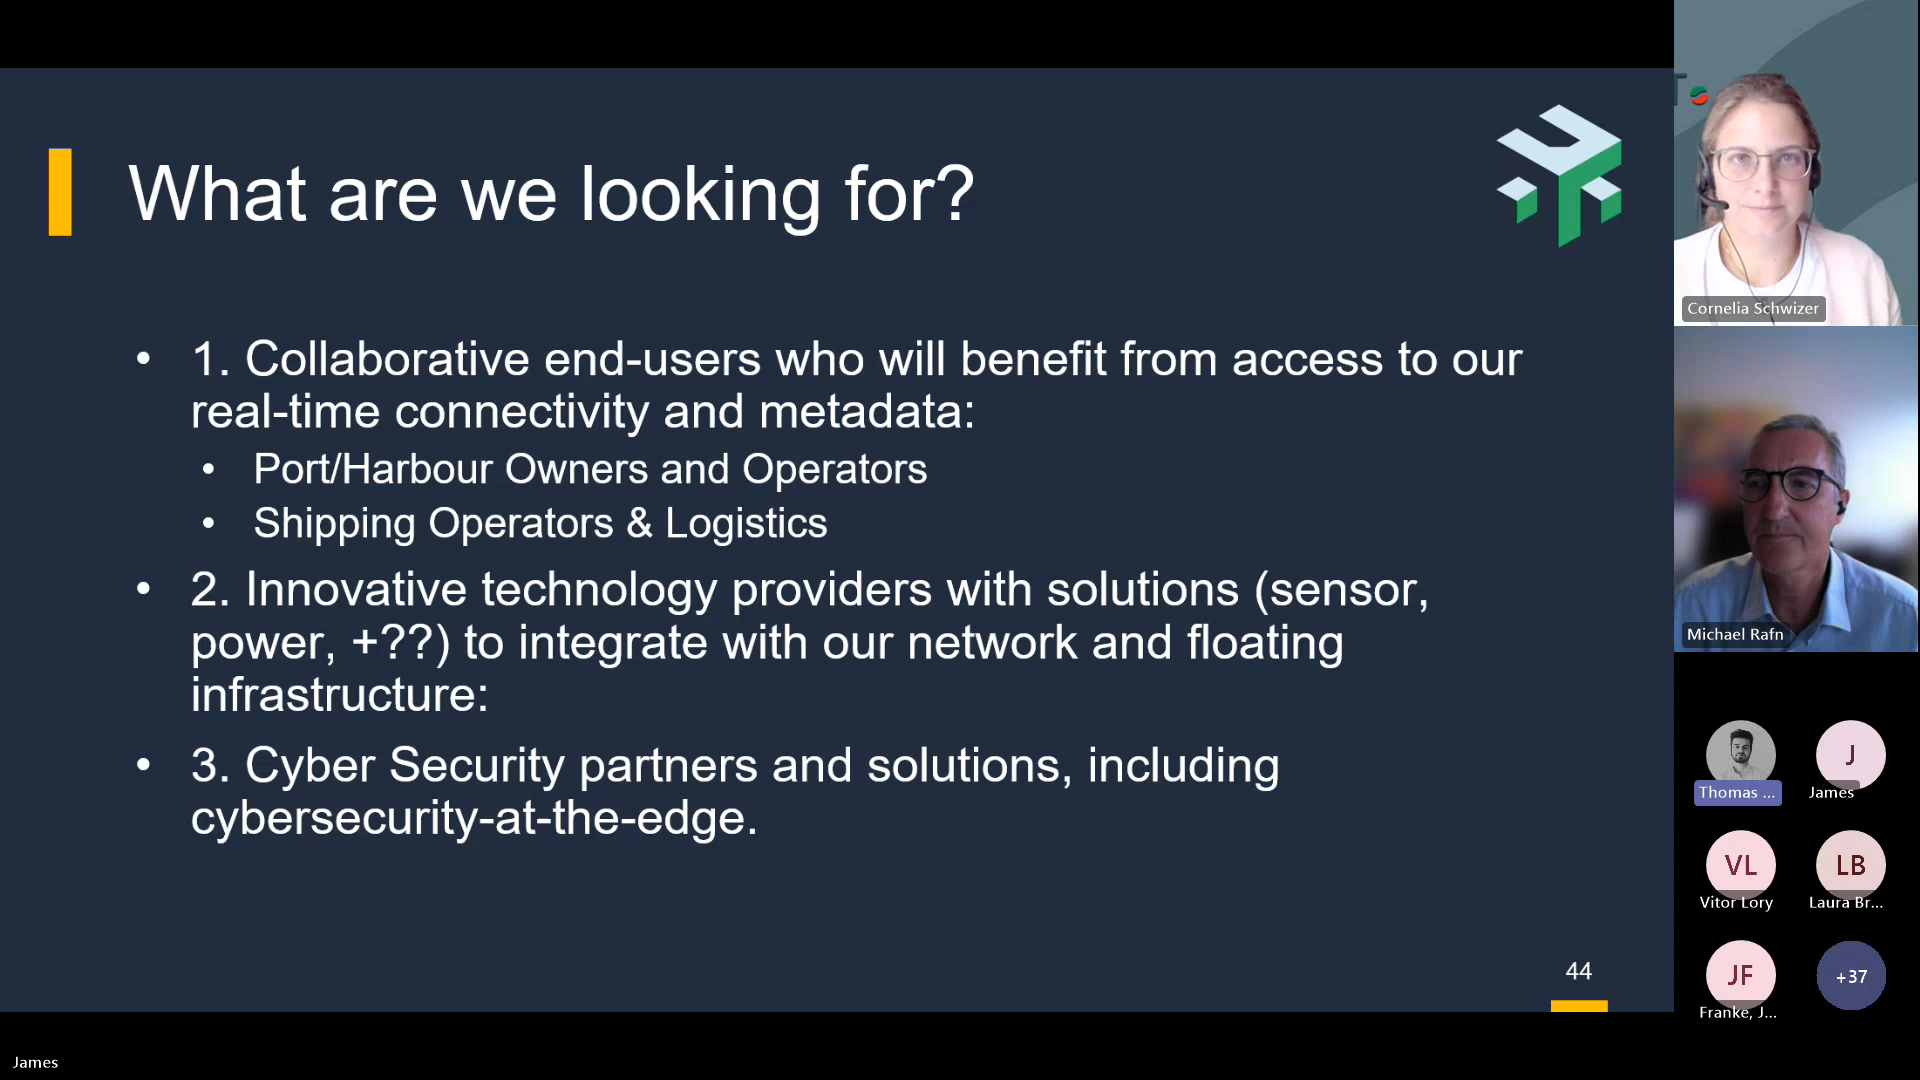 What are we looking for?
• 1. Collaborative end-users who will benefit from access to our
real-time connectivity and metadata:
• Port/Harbour Owners and Operators
• Shipping Operators & Logistics
• 2. Innovative technology providers with solutions (sensor,
power, +??) to integrate with our network and floating
infrastructure:
• 3. Cyber Security partners and solutions, including
cybersecurity-at-the-edge.
44
James
T
Cornelia Schwizer
Michael Rafn
Thomas ...
J
James
VL
Vitor Lory
LB
Laura Br...
JF
Franke, J...
+37